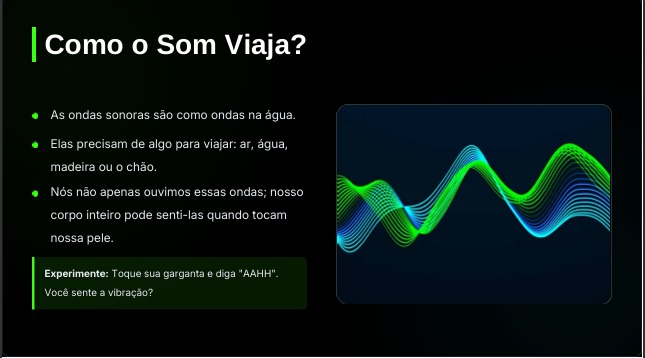 Como o Som Viaja?
As ondas sonoras são como ondas na água.
Elas precisam de algo para viajar: ar, água,
madeira ou o chão.
Nós não apenas ouvimos essas ondas; nosso
corpo inteiro pode senti-las quando tocam
nossa pele.
Experimente: Toque sua garganta e diga "AAHH".
Você sente a vibração?